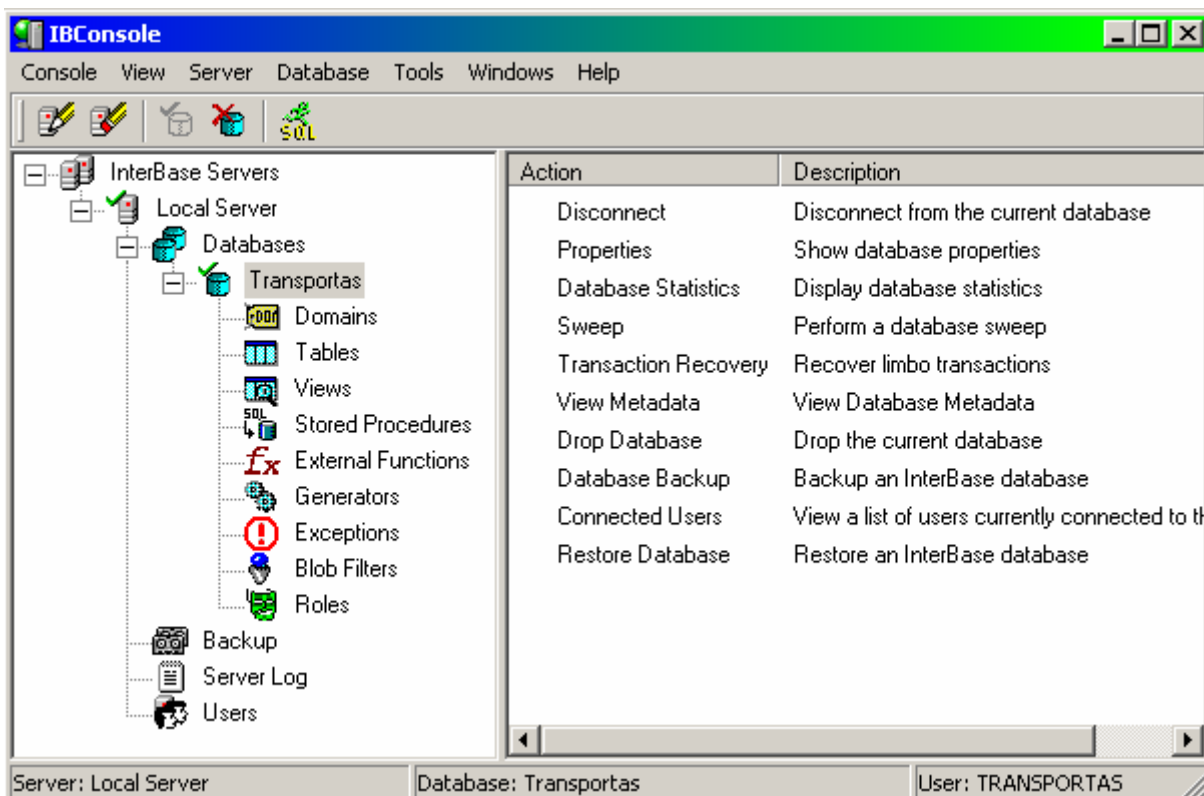 IBConsole
Console View Server Database Tools Windows Help
SQL
InterBase Servers
Local Server
Databases
Transportas
Domains
Tables
Views
SQL Stored Procedures
fx External Functions
Generators
Exceptions
Blob Filters
Roles
Backup
Server Log
Users
Action Description
Disconnect Disconnect from the current database
Properties Show database properties
Database Statistics Display database statistics
Sweep Perform a database sweep
Transaction Recovery Recover limbo transactions
View Metadata View Database Metadata
Drop Database Drop the current database
Database Backup Backup an InterBase database
Connected Users View a list of users currently connected to th
Restore Database Restore an InterBase database
Server: Local Server Database: Transportas User: TRANSPORTAS